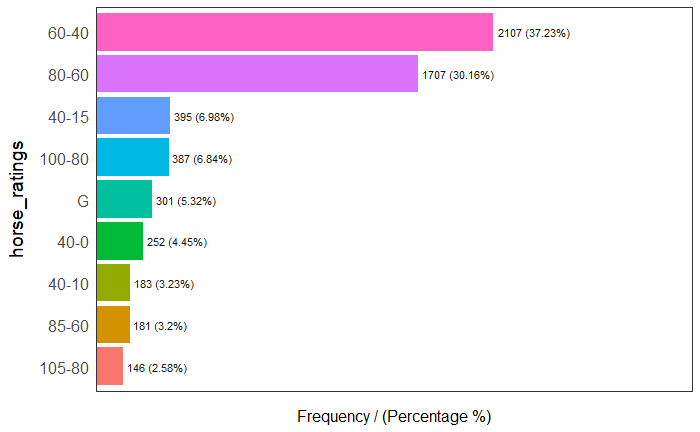 60-40 2107 (37.23%)
80-60 1707 (30.16%)
40-15 395 (6.98%)
100-80 387 (6.84%)
G 301 (5.32%)
40-0 252 (4.45%)
40-10 183 (3.23%)
85-60 181 (3.2%)
105-80 146 (2.58%)
horse_ratings
Frequency / (Percentage %)